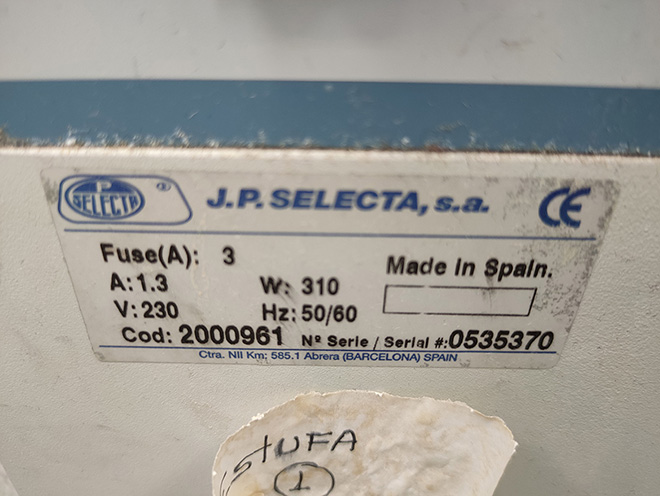 P
SELECTA ®
J.P. SELECTA, s.a. CE
Fuse(A): 3
A: 1.3 W: 310
V: 230 Hz: 50/60
Made in Spain.
Cod: 2000961 Nº Serie / Serial #: 0535370
Ctra. NII Km: 585.1 Abrera (BARCELONA) SPAIN
ESTUFA
1